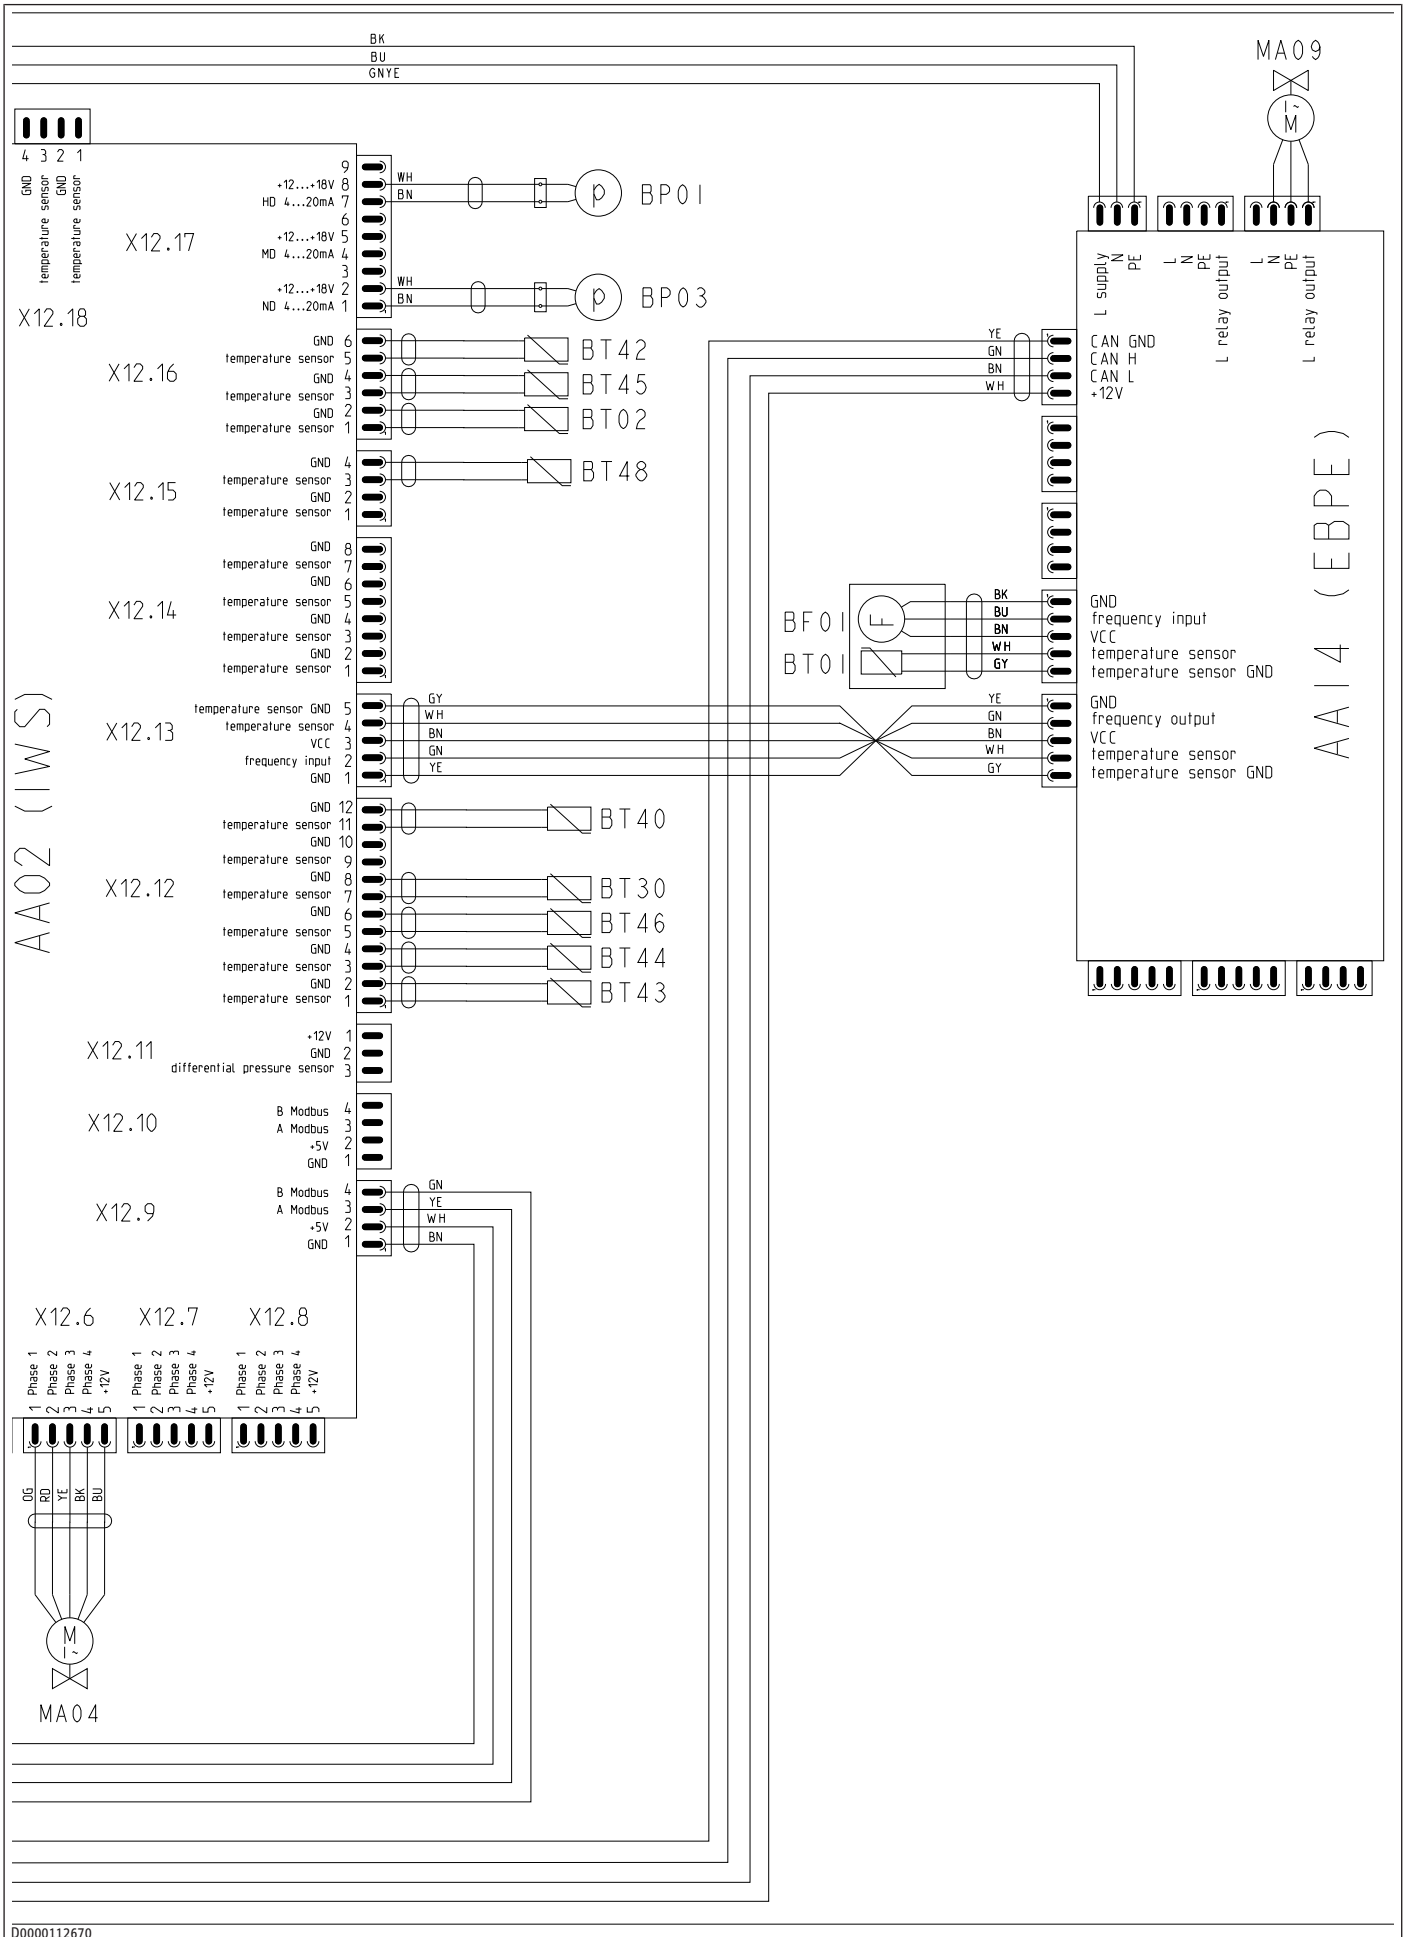 BK
BU
GNYE
MA09
1~
M
4 3 2 1
GND
temperature sensor
GND
temperature sensor
X12.18
X12.17
9
+12...+18V 8 WH
HD 4...20mA 7 BN
BP01
6
+12...+18V 5
MD 4...20mA 4
3
+12...+18V 2 WH
ND 4...20mA 1 BN
BP03
p
p
X12.16
GND 6
temperature sensor 5
BT42
GND 4
temperature sensor 3
BT45
GND 2
temperature sensor 1
BT02
X12.15
GND 4
temperature sensor 3
BT48
GND 2
temperature sensor 1
X12.14
GND 8
temperature sensor 7
GND 6
temperature sensor 5
GND 4
temperature sensor 3
GND 2
temperature sensor 1
AA02 (IWS)
X12.13
temperature sensor GND 5 GY
temperature sensor 4 WH
VCC 3 BN
frequency input 2 GN
GND 1 YE
X12.12
GND 12
temperature sensor 11
BT40
GND 10
temperature sensor 9
GND 8
temperature sensor 7
BT30
GND 6
temperature sensor 5
BT46
GND 4
temperature sensor 3
BT44
GND 2
temperature sensor 1
BT43
X12.11
+12V 1
GND 2
differential pressure sensor 3
X12.10
B Modbus 4
A Modbus 3
+5V 2
GND 1
X12.9
B Modbus 4 GN
A Modbus 3 YE
+5V 2 WH
GND 1 BN
X12.6
1 Phase 1
2 Phase 2
3 Phase 3
4 Phase 4
5 +12V
X12.7
1 Phase 1
2 Phase 2
3 Phase 3
4 Phase 4
5 +12V
X12.8
1 Phase 1
2 Phase 2
3 Phase 3
4 Phase 4
5 +12V
OG
RD
YE
BK
BU
M
1~
MA04
L supply
N
PE
L
N
PE
L relay output
L
N
PE
L relay output
YE CAN GND
GN CAN H
BN CAN L
WH +12V
AA14 (EBPE)
BF01
F
BT01
BK GND
BU frequency input
BN VCC
WH temperature sensor
GY temperature sensor GND
YE GND
GN frequency output
BN VCC
WH temperature sensor
GY temperature sensor GND
D0000112670